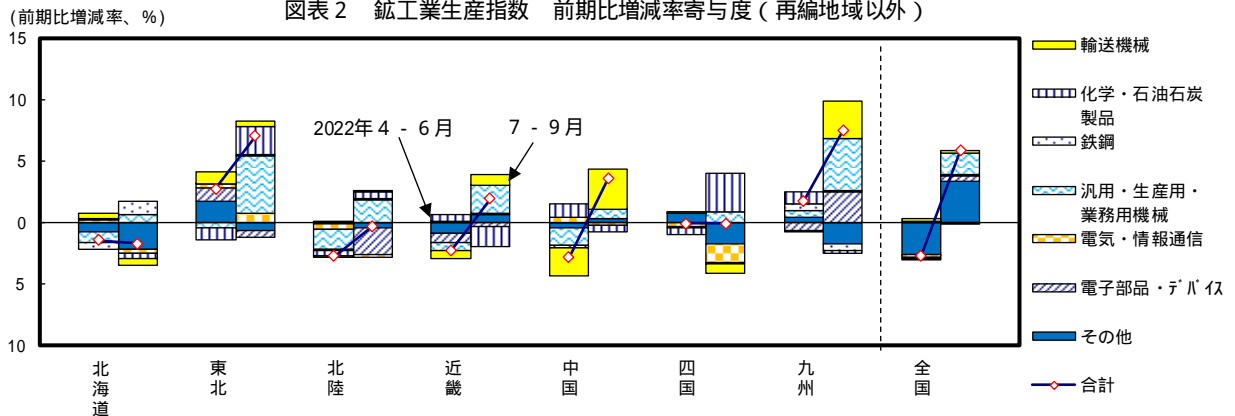 図表２　鉱工業生産指数　前期比増減率寄与度（再編地域以外）
(前期比増減率、%)
15
10
5
0
5
10
2022年４-６月
７-９月
北海道
東北
北陸
近畿
中国
四国
九州
全国
輸送機械
化学・石油石炭
製品
鉄鋼
汎用・生産用・
業務用機械
電気・情報通信
電子部品・ﾃﾞﾊﾞｲｽ
その他
合計